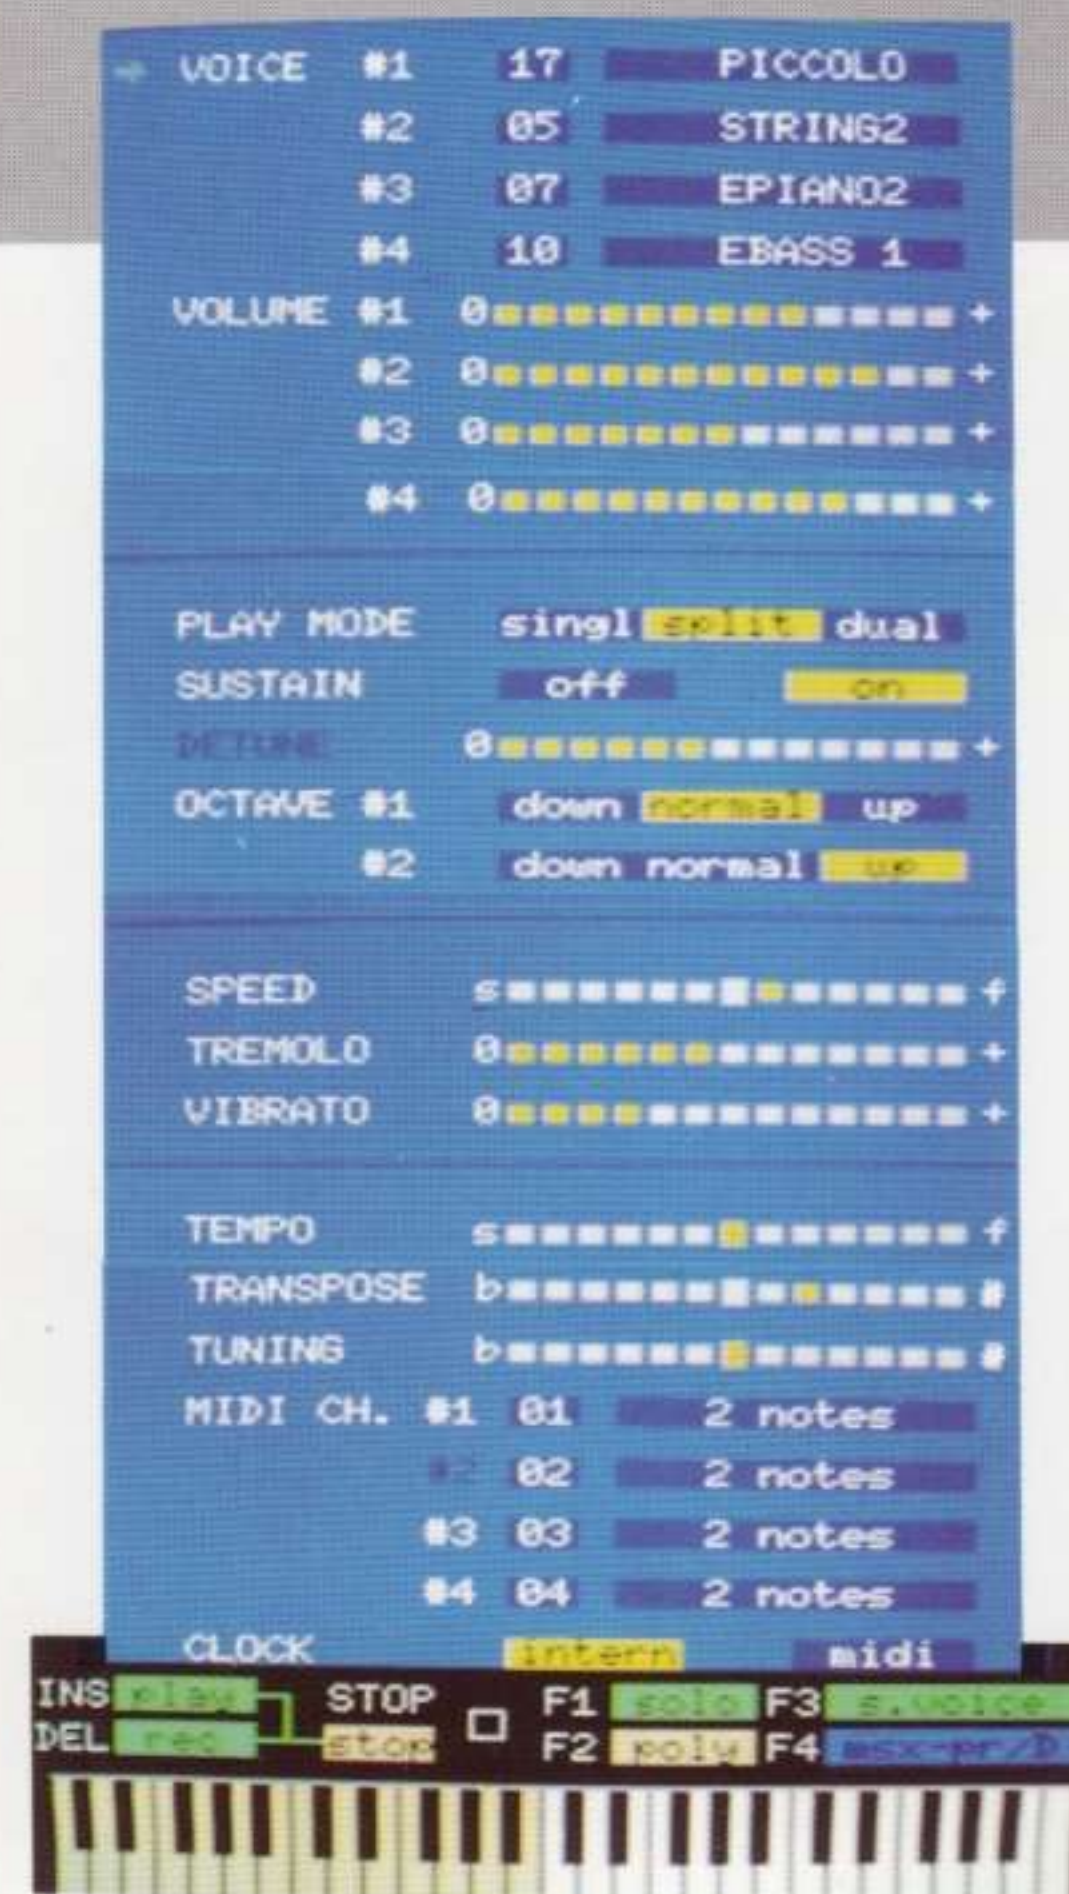 VOICE #1 17 PICCOLO
#2 05 STRING2
#3 07 EPIANO2
#4 10 EBASS 1
VOLUME #1 0 +
#2 0 +
#3 0 +
#4 0 +
PLAY MODE singl split dual
SUSTAIN off on
DETUNE 0 +
OCTAVE #1 down normal up
#2 down normal up
SPEED s f
TREMOLO 0 +
VIBRATO 0 +
TEMPO s f
TRANSPOSE b #
TUNING b #
MIDI CH. #1 01 2 notes
#2 02 2 notes
#3 03 2 notes
#4 04 2 notes
CLOCK intern midi
INS play STOP F1 solo F3 s.voice
DEL rec stop F2 poly F4 msx-pr/D